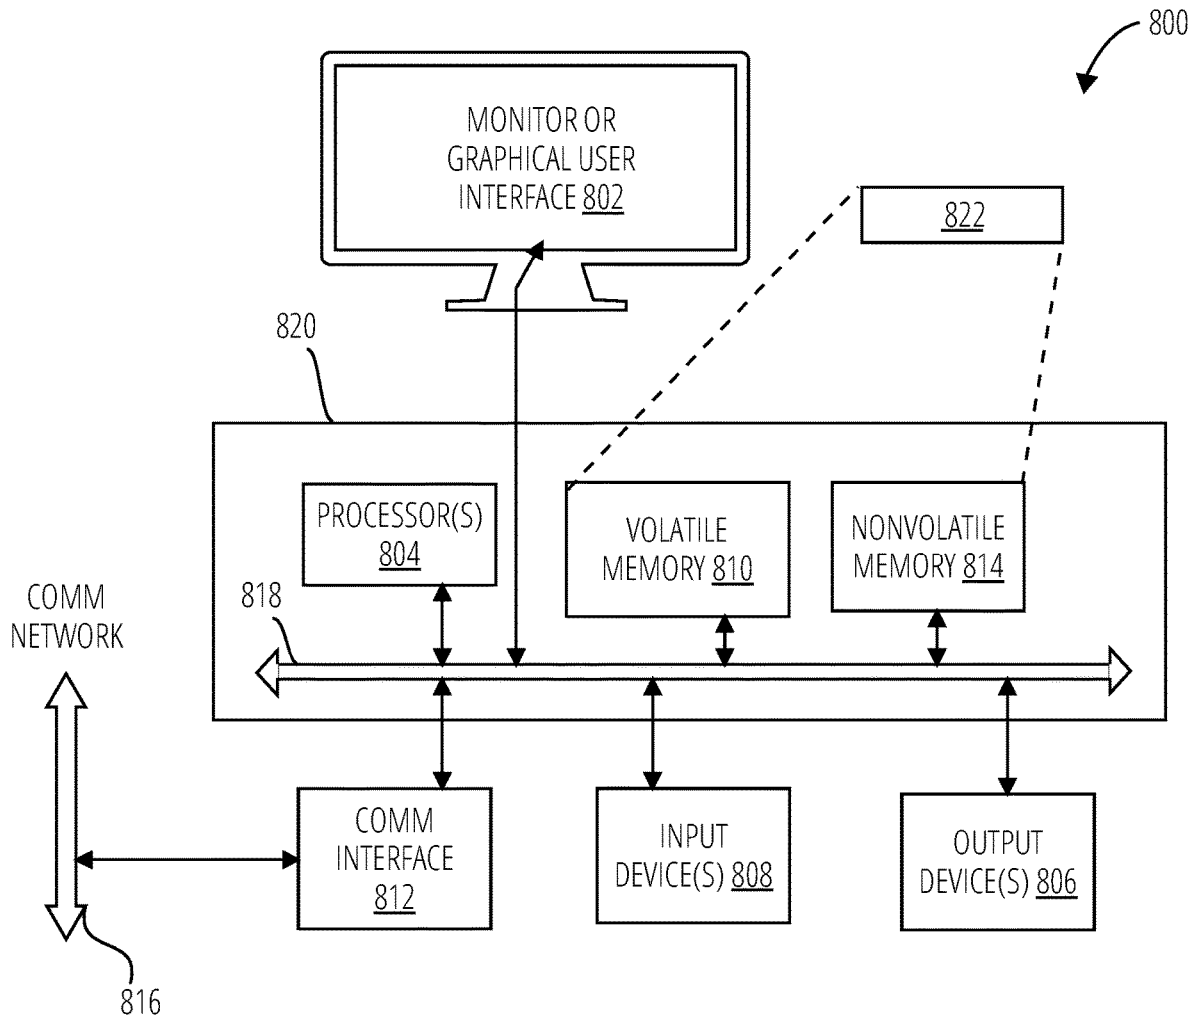 800
MONITOR OR
GRAPHICAL USER
INTERFACE 802
822
820
PROCESSOR(S)
804
VOLATILE
MEMORY 810
NONVOLATILE
MEMORY 814
818
COMM
NETWORK
COMM
INTERFACE
812
INPUT
DEVICE(S) 808
OUTPUT
DEVICE(S) 806
816